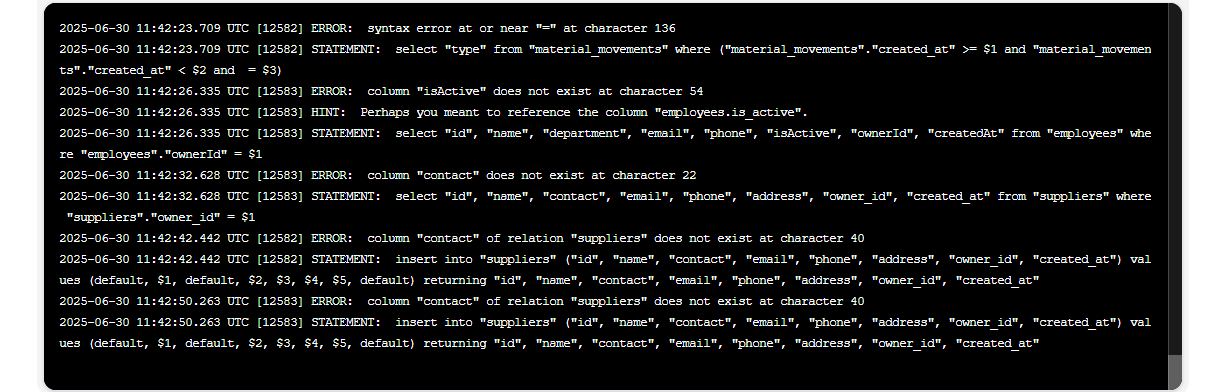 2025-06-30 11:42:23.709 UTC [12582] ERROR:  syntax error at or near "=" at character 136
2025-06-30 11:42:23.709 UTC [12582] STATEMENT:  select "type" from "material_movements" where ("material_movements"."created_at" >= $1 and "material_movemen
ts"."created_at" < $2 and  = $3)
2025-06-30 11:42:26.335 UTC [12583] ERROR:  column "isActive" does not exist at character 54
2025-06-30 11:42:26.335 UTC [12583] HINT:  Perhaps you meant to reference the column "employees.is_active".
2025-06-30 11:42:26.335 UTC [12583] STATEMENT:  select "id", "name", "department", "email", "phone", "isActive", "ownerId", "createdAt" from "employees" whe
re "employees"."ownerId" = $1
2025-06-30 11:42:32.628 UTC [12583] ERROR:  column "contact" does not exist at character 22
2025-06-30 11:42:32.628 UTC [12583] STATEMENT:  select "id", "name", "contact", "email", "phone", "address", "owner_id", "created_at" from "suppliers" where
 "suppliers"."owner_id" = $1
2025-06-30 11:42:42.442 UTC [12582] ERROR:  column "contact" of relation "suppliers" does not exist at character 40
2025-06-30 11:42:42.442 UTC [12582] STATEMENT:  insert into "suppliers" ("id", "name", "contact", "email", "phone", "address", "owner_id", "created_at") val
ues (default, $1, default, $2, $3, $4, $5, default) returning "id", "name", "contact", "email", "phone", "address", "owner_id", "created_at"
2025-06-30 11:42:50.263 UTC [12583] ERROR:  column "contact" of relation "suppliers" does not exist at character 40
2025-06-30 11:42:50.263 UTC [12583] STATEMENT:  insert into "suppliers" ("id", "name", "contact", "email", "phone", "address", "owner_id", "created_at") val
ues (default, $1, default, $2, $3, $4, $5, default) returning "id", "name", "contact", "email", "phone", "address", "owner_id", "created_at"